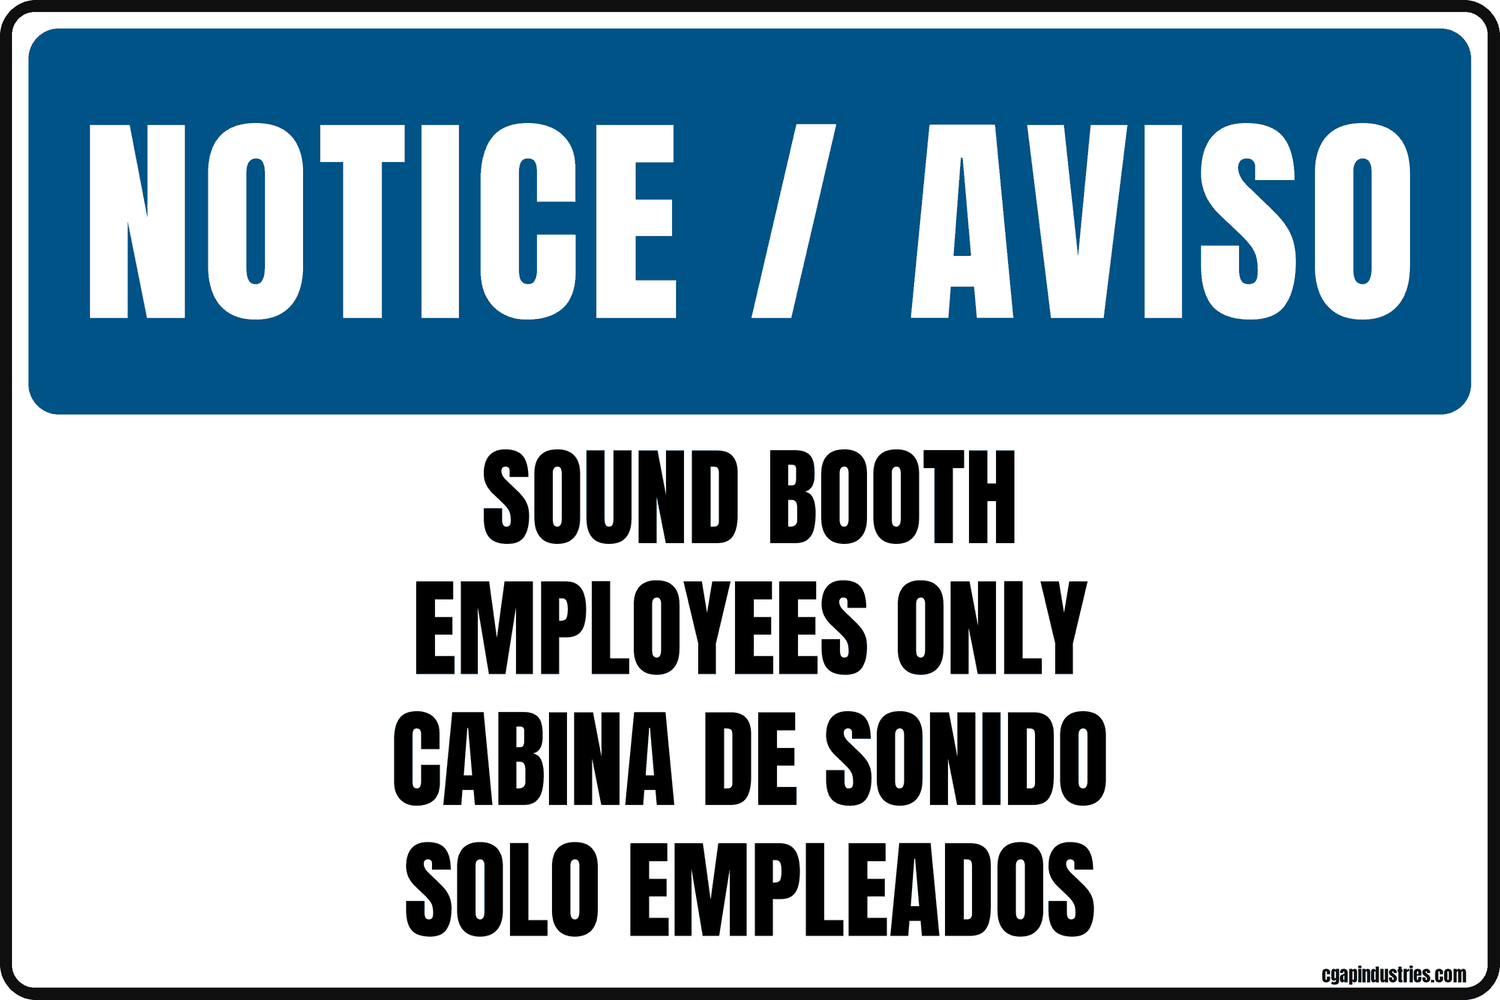 NOTICE / AVISO
SOUND BOOTH
EMPLOYEES ONLY
CABINA DE SONIDO
SOLO EMPLEADOS
cgapindustries.com